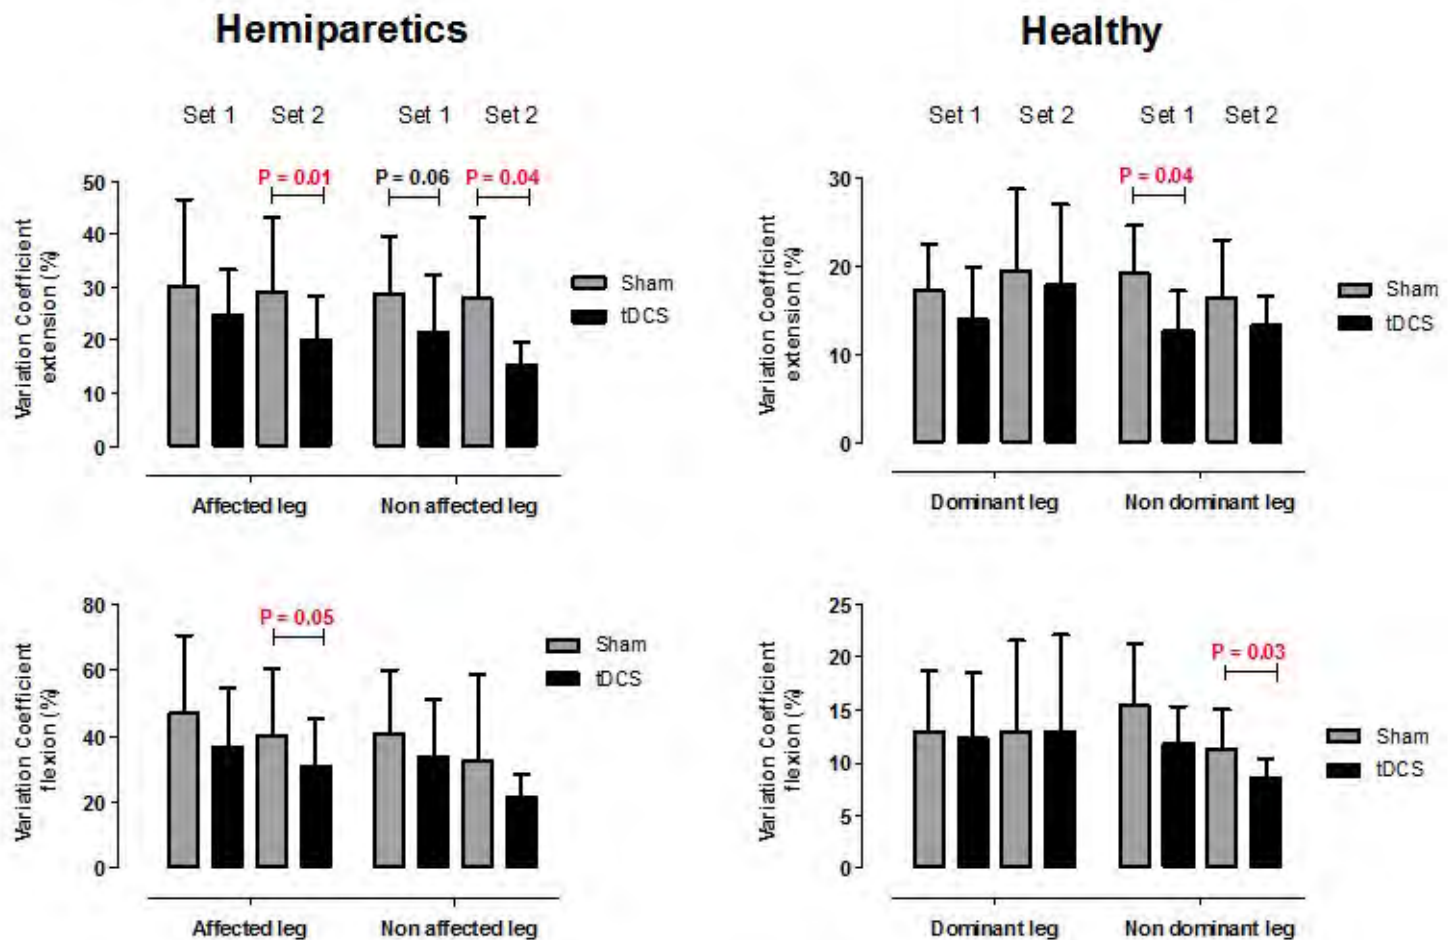 Hemiparetics
Healthy
Set 1 Set 2 Set 1 Set 2
Set 1 Set 2 Set 1 Set 2
Variation Coefficient
extension (%)
50
40
30
20
10
0
P = 0.01
P = 0.06
P = 0.04
Sham
tDCS
Affected leg
Non affected leg
Variation Coefficient
extension (%)
30
20
10
0
P = 0.04
Sham
tDCS
Dominant leg
Non dominant leg
Variation Coefficient
flexion (%)
80
60
40
20
0
P = 0.05
Sham
tDCS
Affected leg
Non affected leg
Variation Coefficient
flexion (%)
25
20
15
10
5
0
P = 0.03
Sham
tDCS
Dominant leg
Non dominant leg